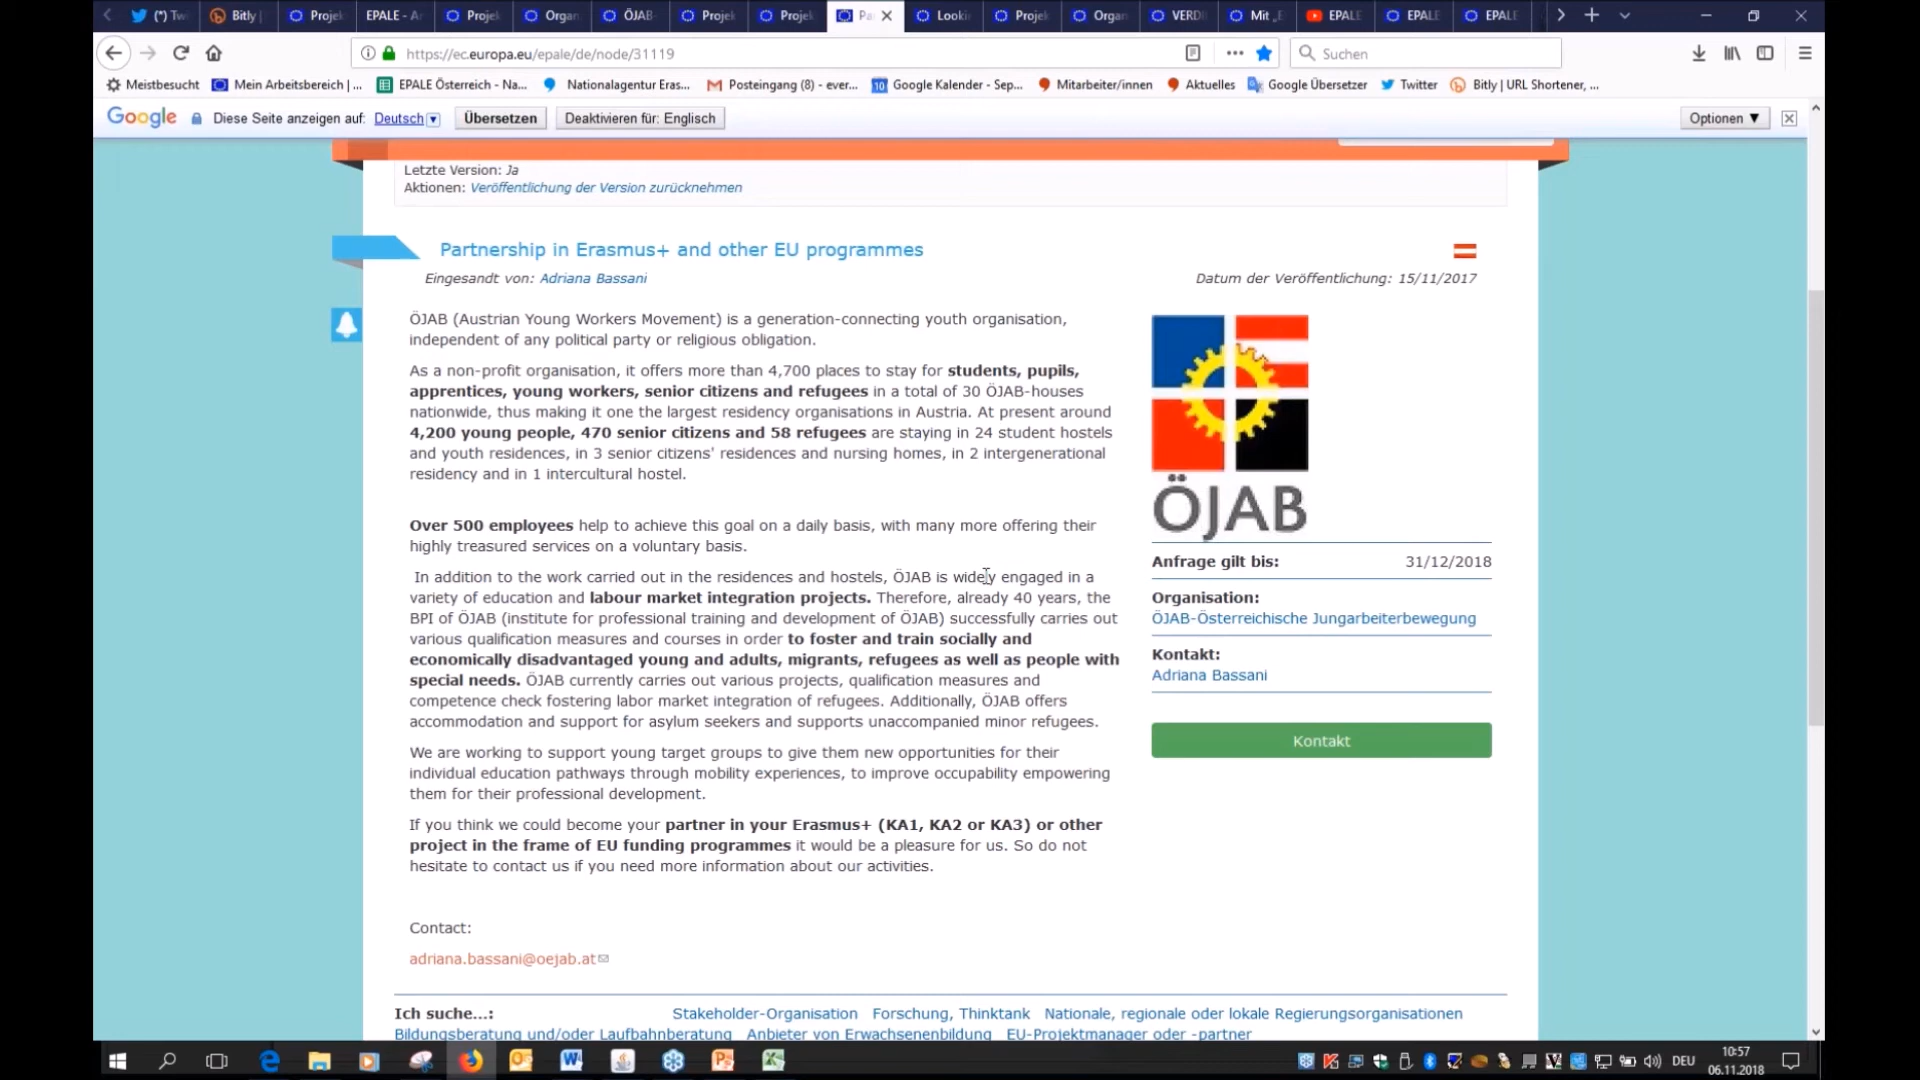 (*) Tw
Bitly |
Projek
EPALE - A
Projek
Organ
ÖJAB-
Projek
Projek
Pa
Lookin
Projek
Organ
VERDI
Mit „E
EPALE
EPALE
EPALE
https://ec.europa.eu/epale/de/node/31119
Suchen
Meistbesucht
Mein Arbeitsbereich | ...
EPALE Österreich - Na...
Nationalagentur Eras...
Posteingang (8) - ever...
10 Google Kalender - Sep...
Mitarbeiter/innen
Aktuelles
Google Übersetzer
Twitter
Bitly | URL Shortener, ...
Google Diese Seite anzeigen auf: Deutsch Übersetzen Deaktivieren für: Englisch Optionen ▼
Letzte Version: Ja
Aktionen: Veröffentlichung der Version zurücknehmen
Partnership in Erasmus+ and other EU programmes
Eingesandt von: Adriana Bassani
Datum der Veröffentlichung: 15/11/2017
ÖJAB (Austrian Young Workers Movement) is a generation-connecting youth organisation,
independent of any political party or religious obligation.
As a non-profit organisation, it offers more than 4,700 places to stay for students, pupils,
apprentices, young workers, senior citizens and refugees in a total of 30 ÖJAB-houses
nationwide, thus making it one the largest residency organisations in Austria. At present around
4,200 young people, 470 senior citizens and 58 refugees are staying in 24 student hostels
and youth residences, in 3 senior citizens' residences and nursing homes, in 2 intergenerational
residency and in 1 intercultural hostel.
Over 500 employees help to achieve this goal on a daily basis, with many more offering their
highly treasured services on a voluntary basis.
In addition to the work carried out in the residences and hostels, ÖJAB is widely engaged in a
variety of education and labour market integration projects. Therefore, already 40 years, the
BPI of ÖJAB (institute for professional training and development of ÖJAB) successfully carries out
various qualification measures and courses in order to foster and train socially and
economically disadvantaged young and adults, migrants, refugees as well as people with
special needs. ÖJAB currently carries out various projects, qualification measures and
competence check fostering labor market integration of refugees. Additionally, ÖJAB offers
accommodation and support for asylum seekers and supports unaccompanied minor refugees.
We are working to support young target groups to give them new opportunities for their
individual education pathways through mobility experiences, to improve occupability empowering
them for their professional development.
If you think we could become your partner in your Erasmus+ (KA1, KA2 or KA3) or other
project in the frame of EU funding programmes it would be a pleasure for us. So do not
hesitate to contact us if you need more information about our activities.
Contact:
adriana.bassani@oejab.at
ÖJAB
Anfrage gilt bis: 31/12/2018
Organisation:
ÖJAB-Österreichische Jungarbeiterbewegung
Kontakt:
Adriana Bassani
Kontakt
Ich suche...: Stakeholder-Organisation Forschung, Thinktank Nationale, regionale oder lokale Regierungsorganisationen
Bildungsberatung und/oder Laufbahnberatung Anbieter von Erwachsenenbildung EU-Projektmanager oder -partner
DEU
10:57
06.11.2018